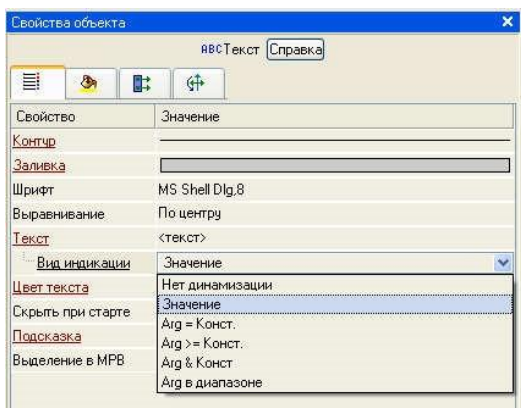 Свойства объекта
ABC Текст Справка
Свойство Значение
Контур
Заливка
Шрифт MS Shell Dlg,8
Выравнивание По центру
Текст <текст>
Вид индикации Значение
Цвет текста Нет динамизации
Значение
Скрыть при старте Arg = Конст.
Подсказка Arg >= Конст.
Выделение в МРВ Arg & Конст
Arg в диапазоне